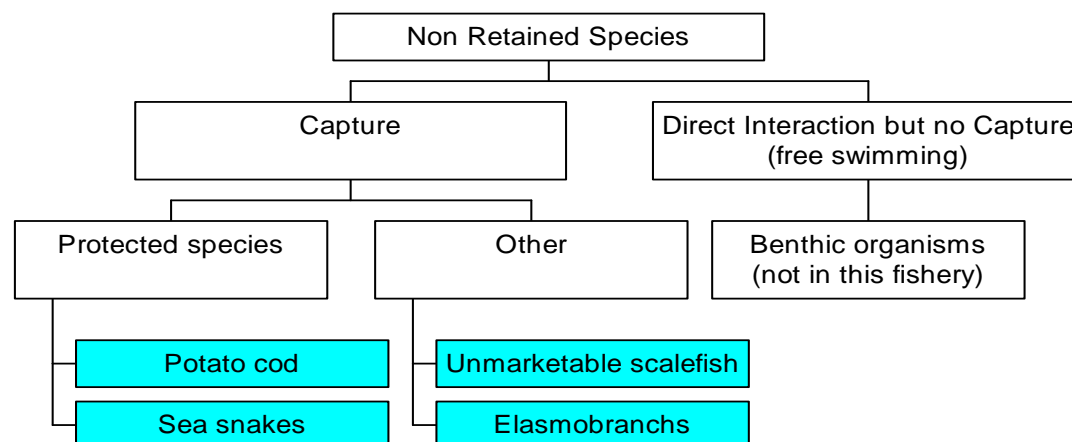 Non Retained Species
Capture
Direct Interaction but no Capture
(free swimming)
Protected species
Other
Benthic organisms
(not in this fishery)
Potato cod
Unmarketable scalefish
Sea snakes
Elasmobranchs